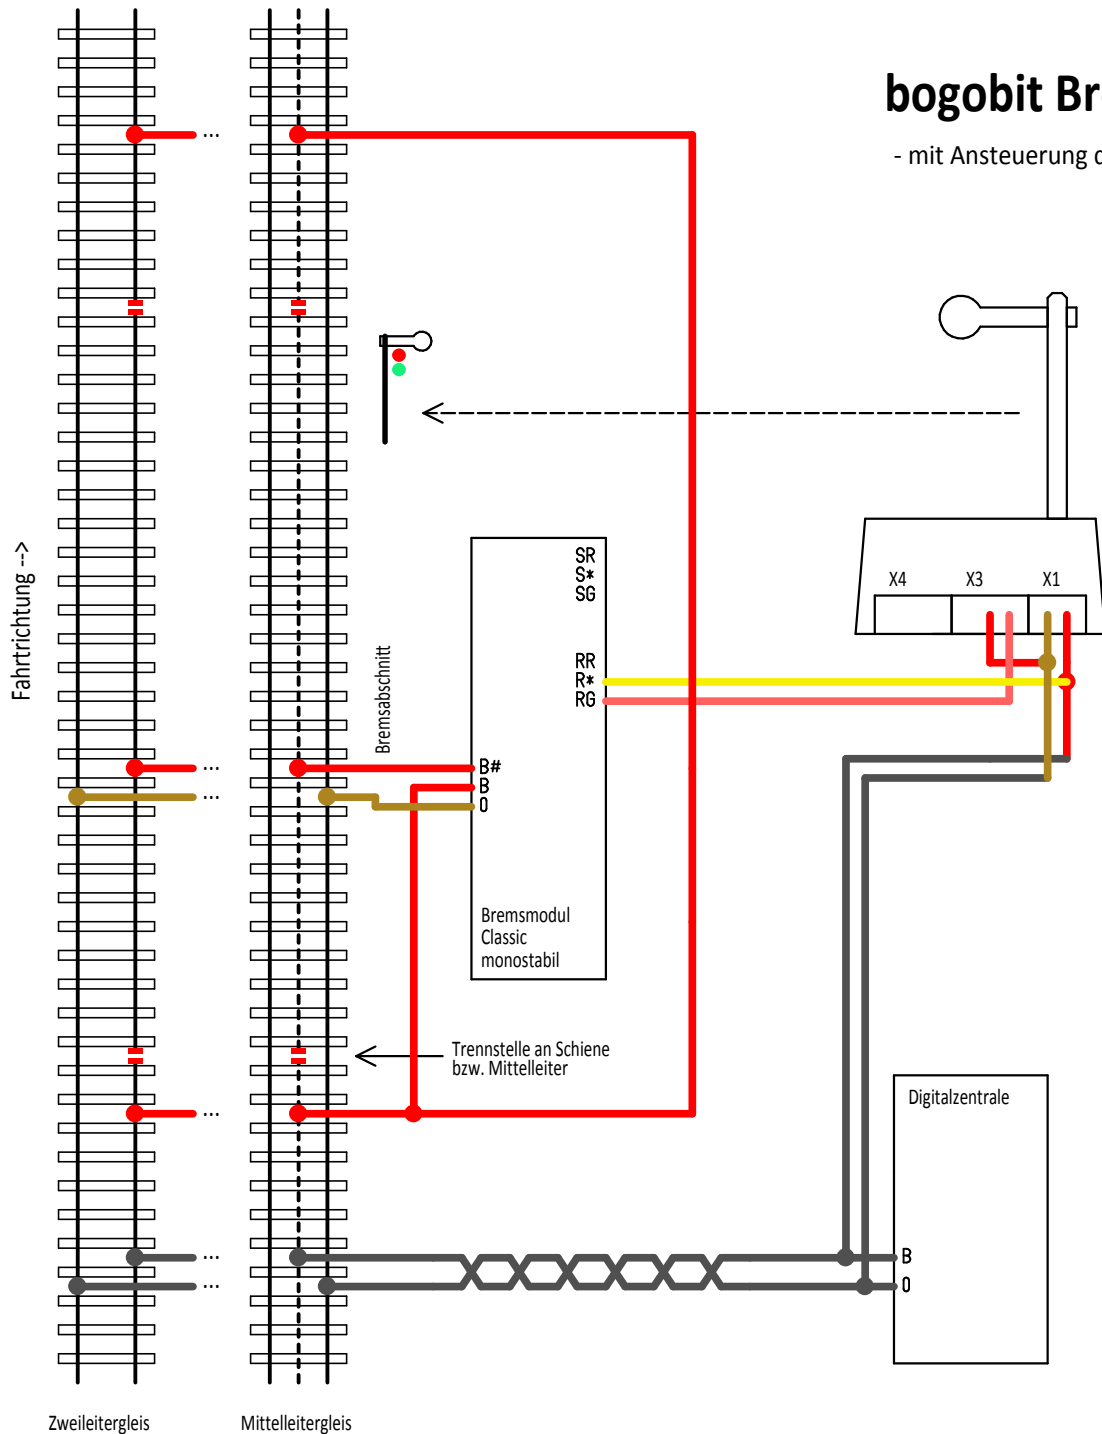 bogobit Br
- mit Ansteuerung d
...
...
Fahrtrichtung -->
SR
S*
SG
X4
X3
X1
RR
R*
RG
Bremsabschnitt
B#
B
0
...
...
Bremsmodul
Classic
monostabil
Trennstelle an Schiene
bzw. Mittelleiter
Digitalzentrale
...
...
B
0
Zweileitergleis
Mittelleitergleis